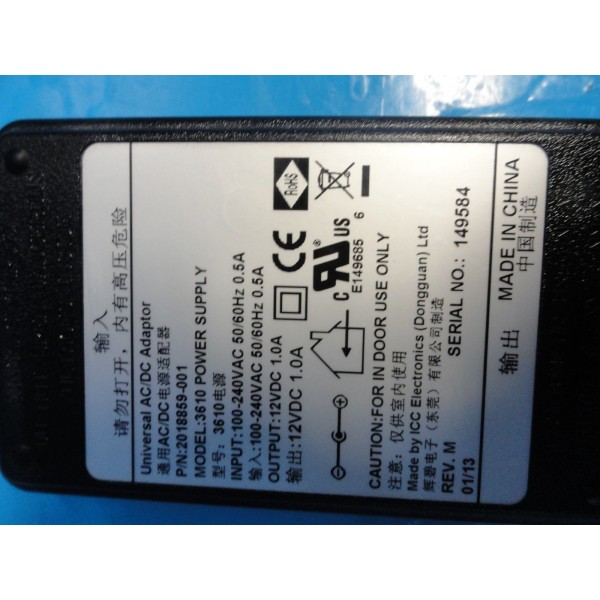 输入
请勿打开，内有高压危险
Universal AC/DC Adaptor
通用AC/DC电源适配器
P/N:2018859-001
MODEL:3610 POWER SUPPLY
型号: 3610电源
INPUT:100-240VAC 50/60Hz 0.5A
输入:100-240VAC 50/60Hz 0.5A
OUTPUT:12VDC 1.0A
输出:12VDC 1.0A
RoHS
CE
C RU US
E149685 6
CAUTION:FOR IN DOOR USE ONLY
注意: 仅供室内使用
Made by ICC Electronics (Dongguan) Ltd
辉碧电子（东莞）有限公司制造
REV. M
SERIAL NO.: 149584
01/13
输出
MADE IN CHINA
中国制造